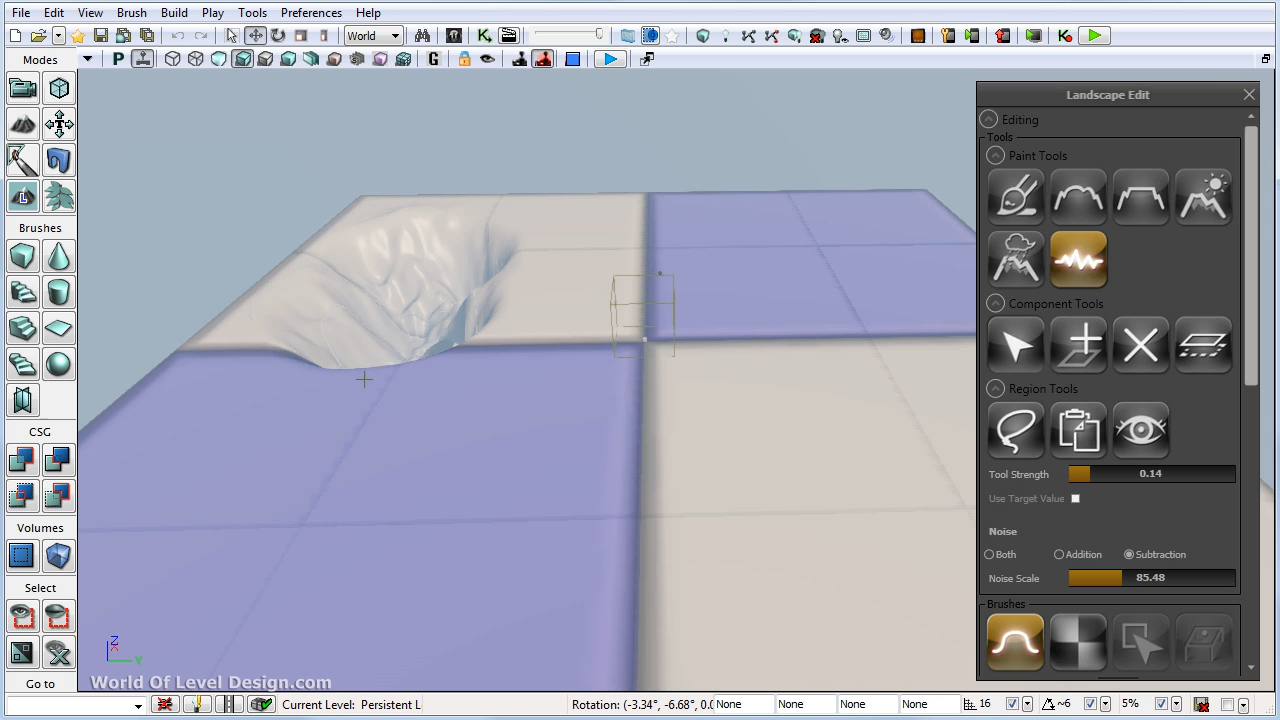 File Edit View Brush Build Play Tools Preferences Help
World
P G
Modes
Brushes
CSG
Volumes
Select
Go to
Landscape Edit
Editing
Tools
Paint Tools
Component Tools
Region Tools
Tool Strength 0.14
Use Target Value
Noise
Both Addition Subtraction
Noise Scale 85.48
Brushes
Z
X
Y
World Of Level Design.com
Current Level: Persistent L Rotation: (-3.34°, -6.68°, 0.0 None None None None 16 ~6 5%